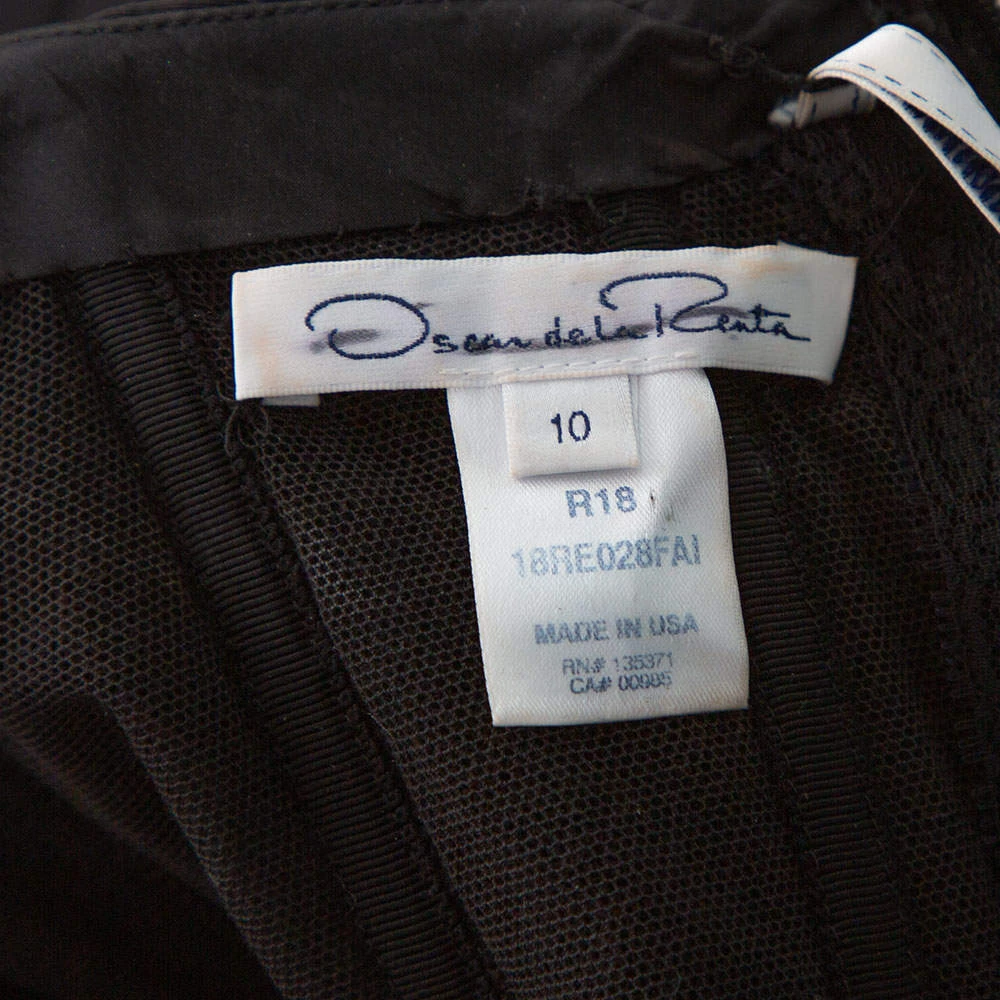 Oscar de la Renta
10
R18
18RE028FAI
MADE IN USA
RN# 135371
CA# 00985